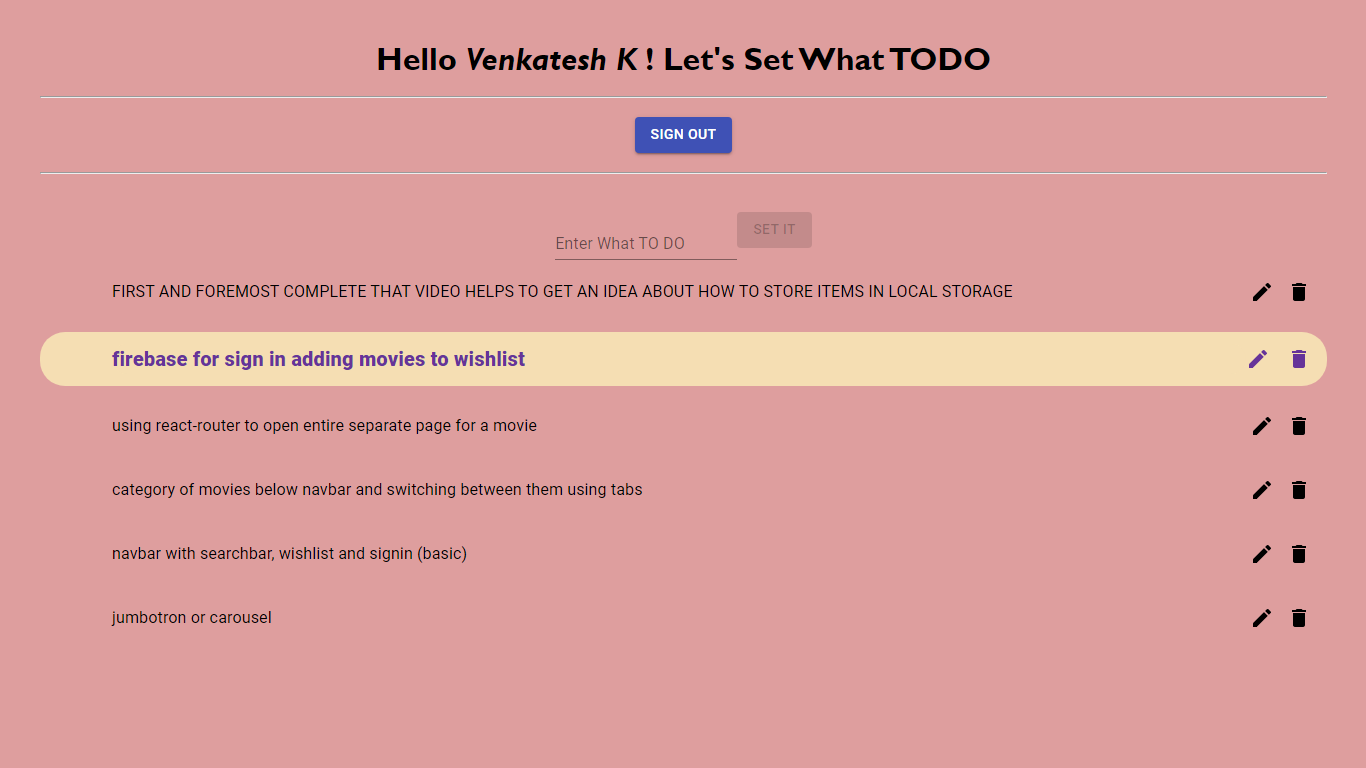 Hello Venkatesh K ! Let's Set What TODO
SIGN OUT
SET IT
Enter What TO DO
FIRST AND FOREMOST COMPLETE THAT VIDEO HELPS TO GET AN IDEA ABOUT HOW TO STORE ITEMS IN LOCAL STORAGE
firebase for sign in adding movies to wishlist
using react-router to open entire separate page for a movie
category of movies below navbar and switching between them using tabs
navbar with searchbar, wishlist and signin (basic)
jumbotron or carousel